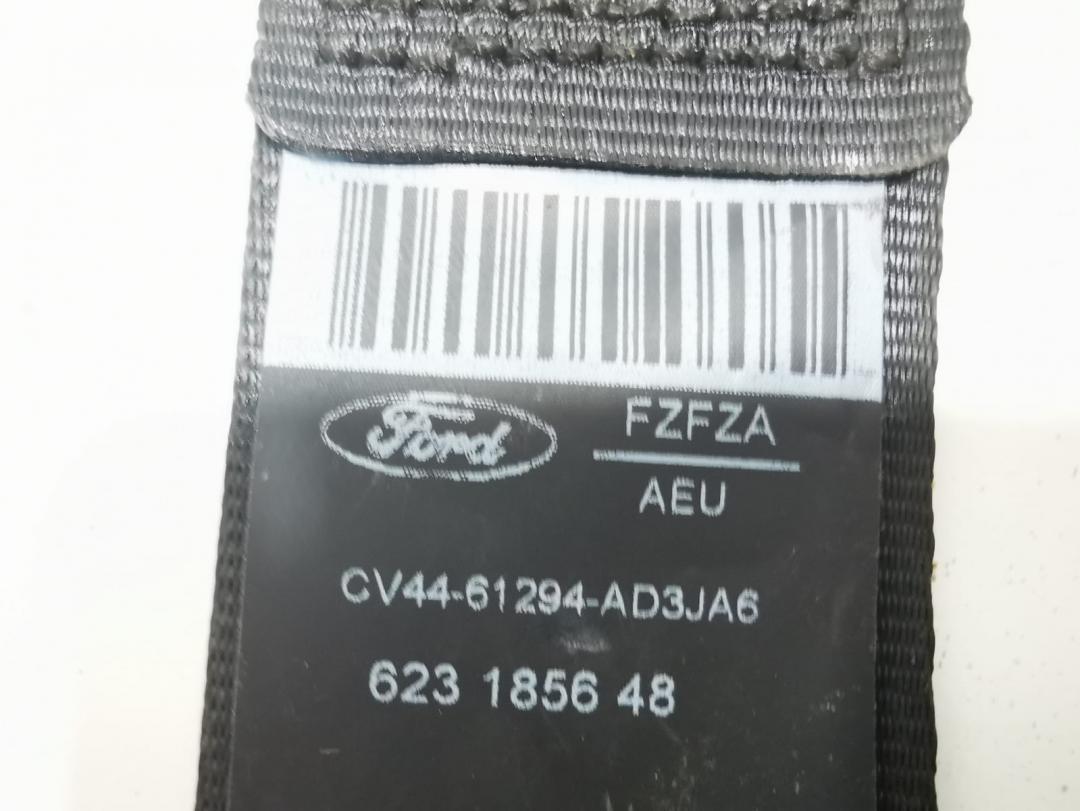 Ford
FZFZA
AEU
CV44-61294-AD3JA6
623 1856 48